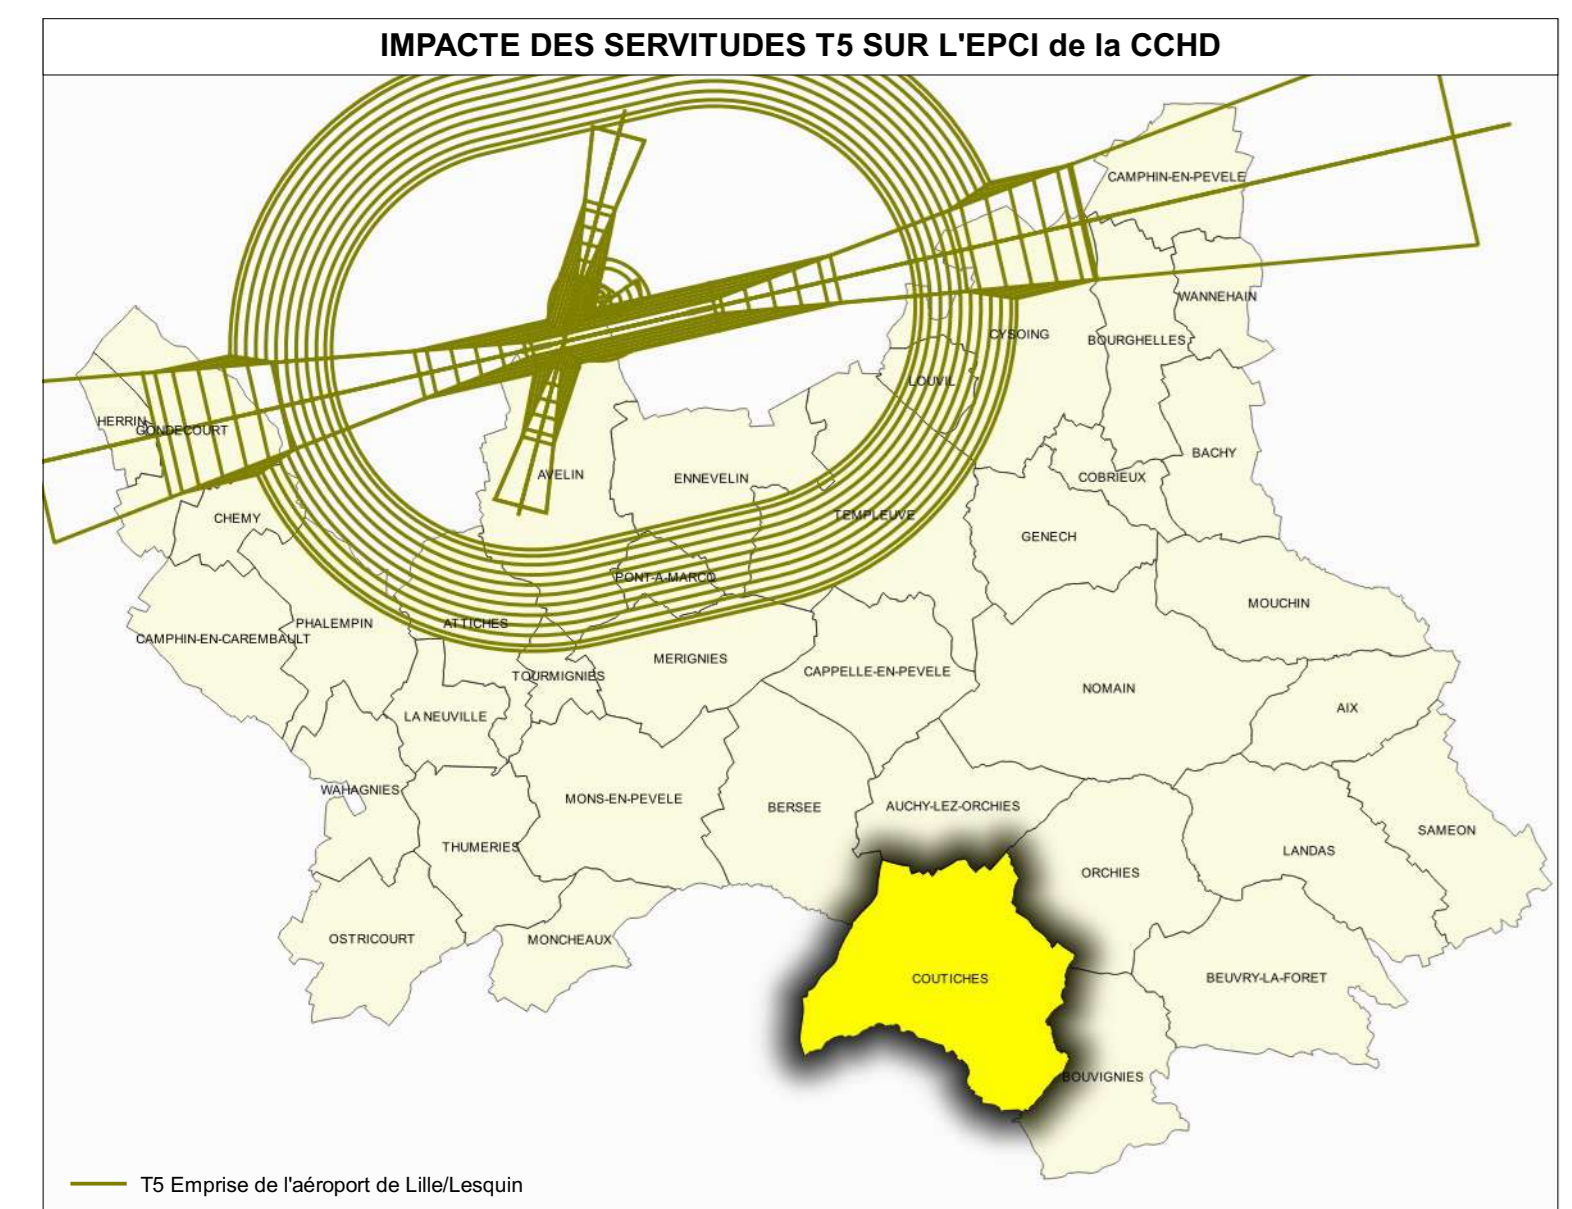 IMPACTE DES SERVITUDES T5 SUR L'EPCI de la CCHD
CAMPHIN-EN-PEVELE
WANNEHAIN
CYSOING
BOURGHELLES
LOUVIL
HERRIN
GONDECOURT
BACHY
AVELIN
ENNEVELIN
COBRIEUX
CHEMY
TEMPLEUVE
GENECH
PONT-A-MARCQ
MOUCHIN
PHALEMPIN
ATTICHES
CAMPHIN-EN-CAREMBAULT
MERIGNIES
CAPPELLE-EN-PEVELE
TOURMIGNIES
NOMAIN
AIX
LA NEUVILLE
WAHAGNIES
MONS-EN-PEVELE
BERSEE
AUCHY-LEZ-ORCHIES
SAMEON
THUMERIES
LANDAS
ORCHIES
OSTRICOURT
MONCHEAUX
COUTICHES
BEUVRY-LA-FORET
BOUVIGNIES
T5 Emprise de l'aéroport de Lille/Lesquin